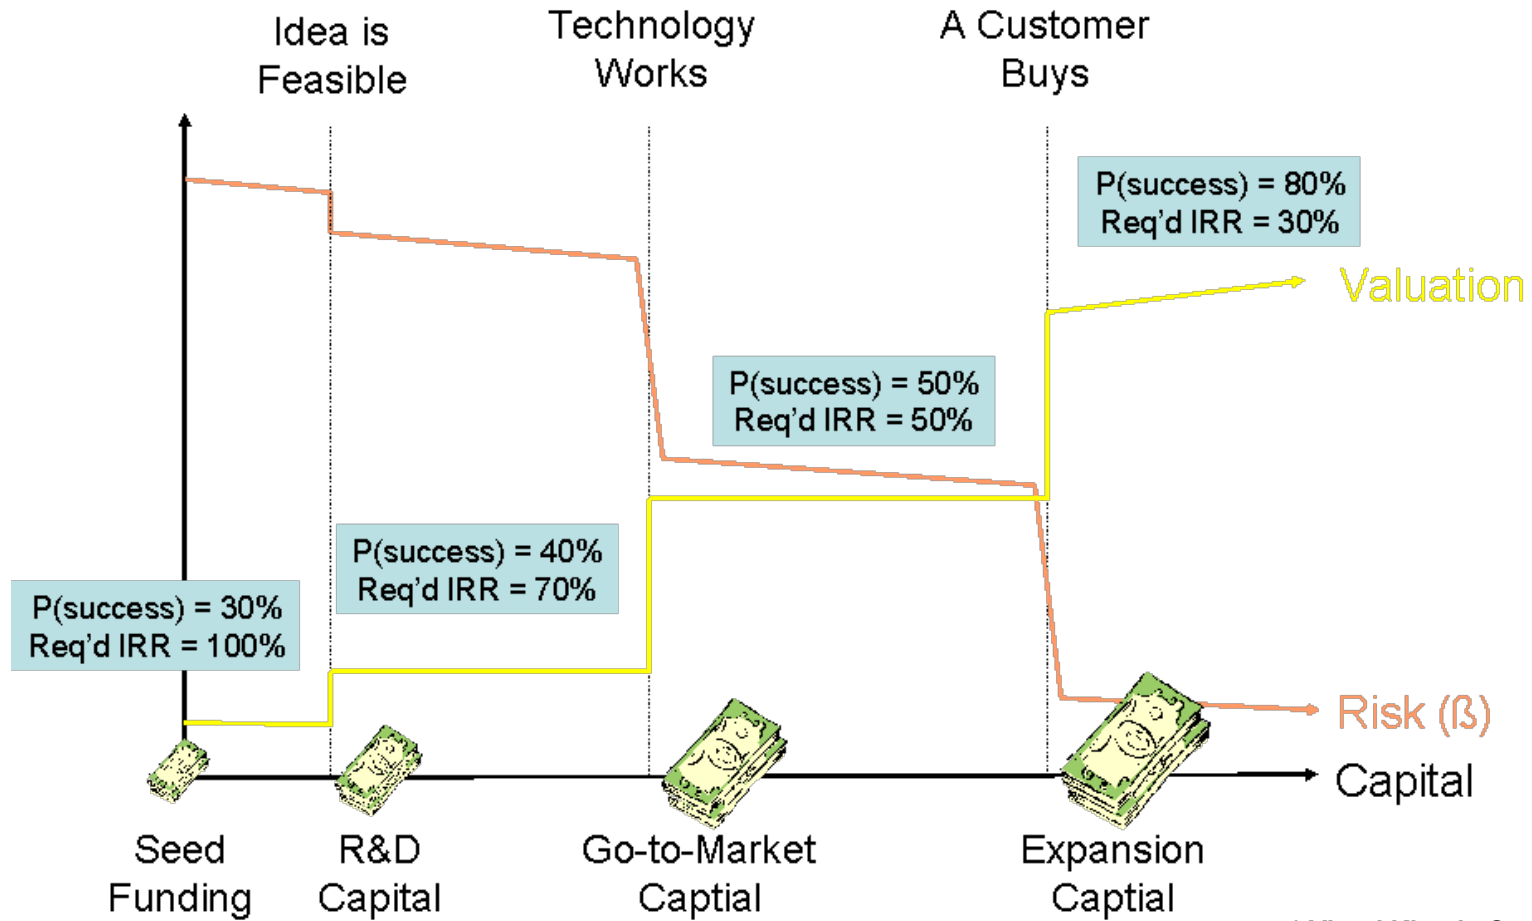 Idea is
Feasible
Technology
Works
A Customer
Buys
P(success) = 80%
Req’d IRR = 30%
Valuation
P(success) = 50%
Req’d IRR = 50%
P(success) = 40%
Req’d IRR = 70%
P(success) = 30%
Req’d IRR = 100%
Risk (ß)
Capital
Seed
Funding
R&D
Capital
Go-to-Market
Captial
Expansion
Captial